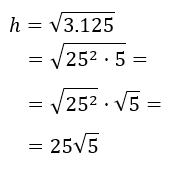 h = √3.125
= √25² · 5 =
= √25² · √5 =
= 25√5